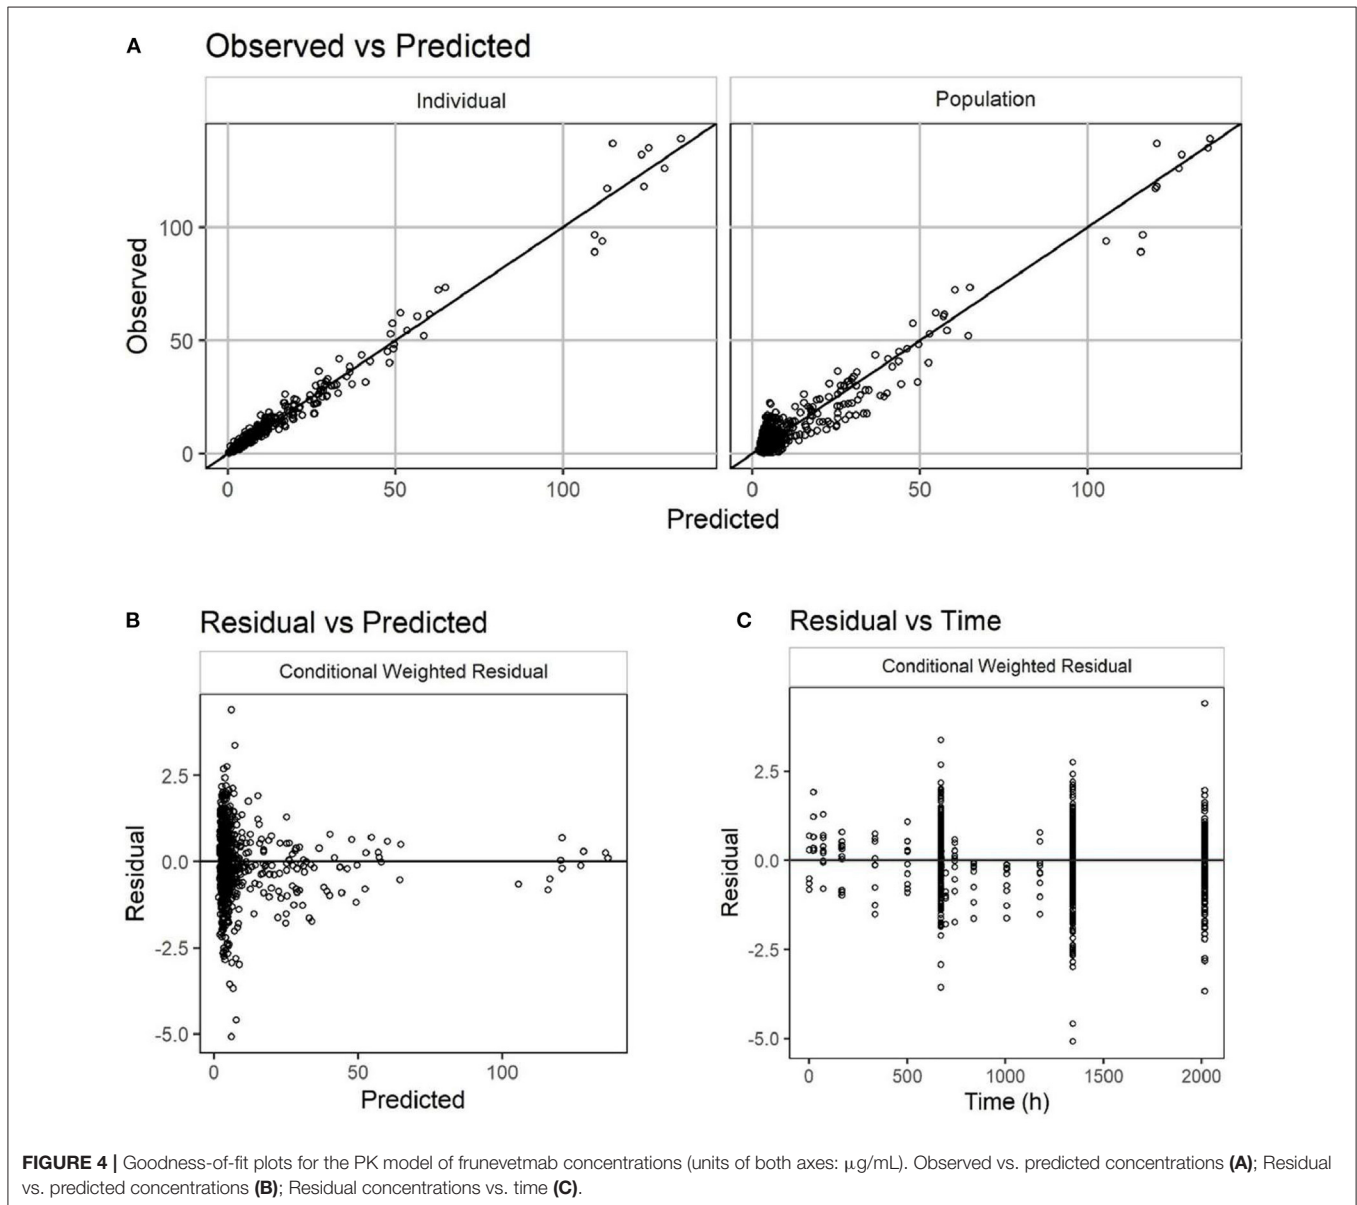 A Observed vs Predicted
Individual Population
100
50
0
Observed
0 50 100 0 50 100
Predicted
B Residual vs Predicted
Conditional Weighted Residual
2.5
0.0
-2.5
-5.0
Residual
0 50 100
Predicted
C Residual vs Time
Conditional Weighted Residual
2.5
0.0
-2.5
-5.0
Residual
0 500 1000 1500 2000
Time (h)
FIGURE 4 | Goodness-of-fit plots for the PK model of frunevetmab concentrations (units of both axes: μg/mL). Observed vs. predicted concentrations (A); Residual
vs. predicted concentrations (B); Residual concentrations vs. time (C).